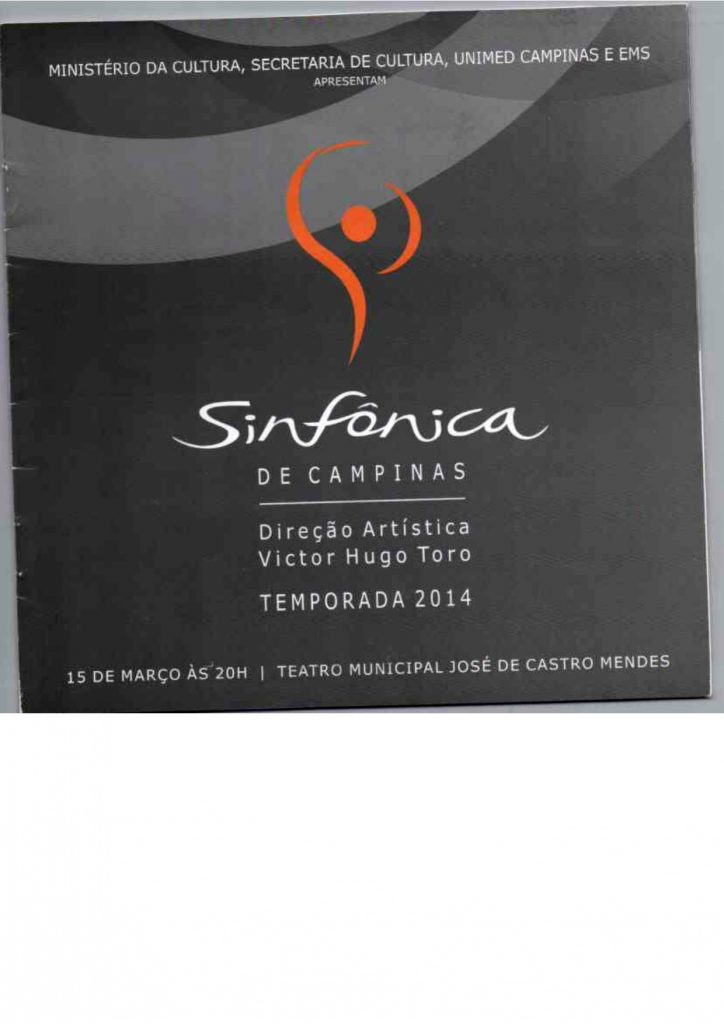 MINISTÉRIO DA CULTURA, SECRETARIA DE CULTURA, UNIMED CAMPINAS E EMS
APRESENTAM
Sinfônica
DE CAMPINAS
Direção Artística
Victor Hugo Toro
TEMPORADA 2014
15 DE MARÇO ÀS 20H | TEATRO MUNICIPAL JOSÉ DE CASTRO MENDES